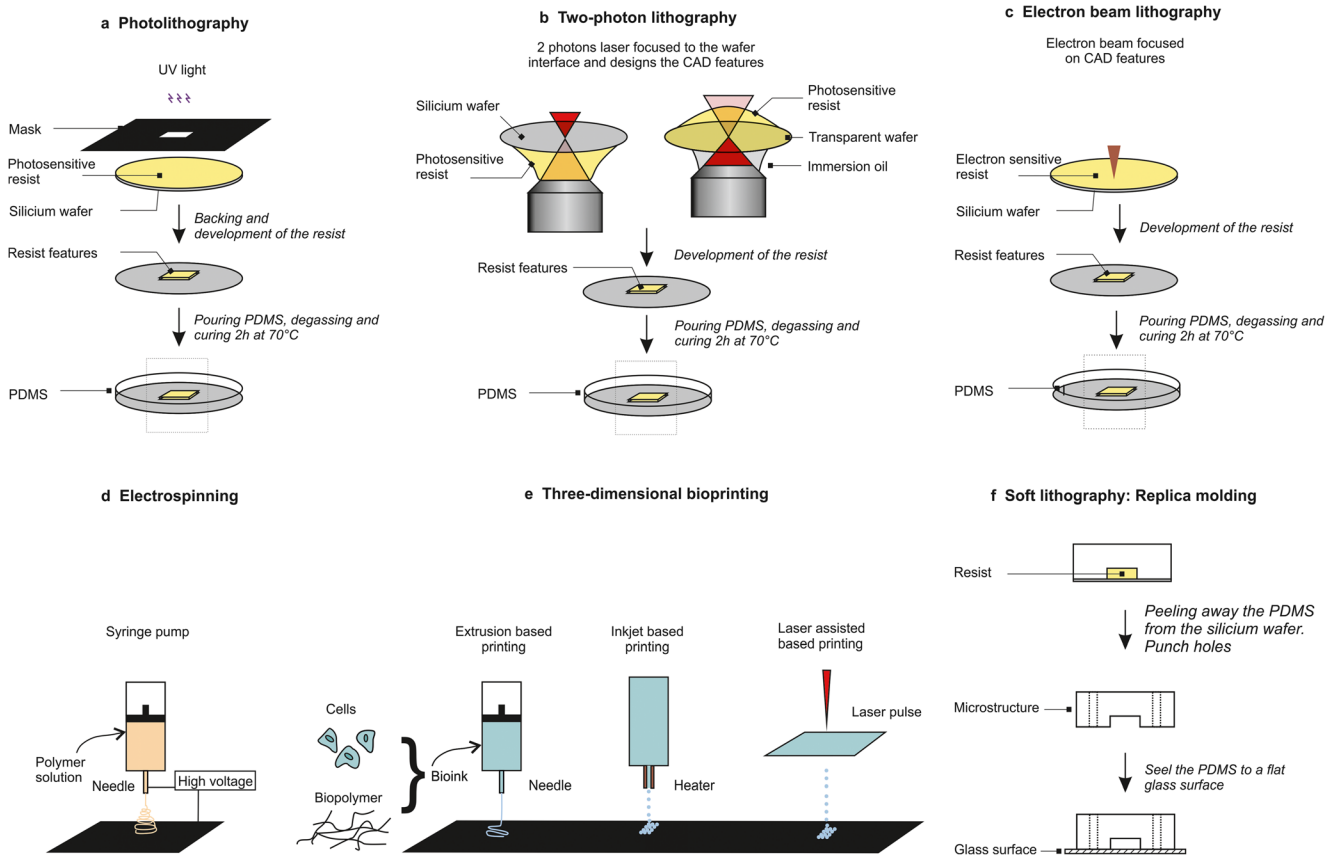 a Photolithography
UV light
Mask
Photosensitive
resist
Silicium wafer
Backing and
development of the resist
Resist features
Pouring PDMS, degassing and
curing 2h at 70°C
PDMS
b Two-photon lithography
2 photons laser focused to the wafer
interface and designs the CAD features
Silicium wafer
Photosensitive
resist
Photosensitive
resist
Transparent wafer
Immersion oil
Development of the resist
Resist features
Pouring PDMS, degassing and
curing 2h at 70°C
PDMS
c Electron beam lithography
Electron beam focused
on CAD features
Electron sensitive
resist
Silicium wafer
Development of the resist
Resist features
Pouring PDMS, degassing and
curing 2h at 70°C
PDMS
d Electrospinning
Syringe pump
Polymer
solution
Needle
High voltage
e Three-dimensional bioprinting
Cells
Biopolymer
Bioink
Extrusion based
printing
Needle
Inkjet based
printing
Heater
Laser assisted
based printing
Laser pulse
f Soft lithography: Replica molding
Resist
Peeling away the PDMS
from the silicium wafer.
Punch holes
Microstructure
Seel the PDMS to a flat
glass surface
Glass surface